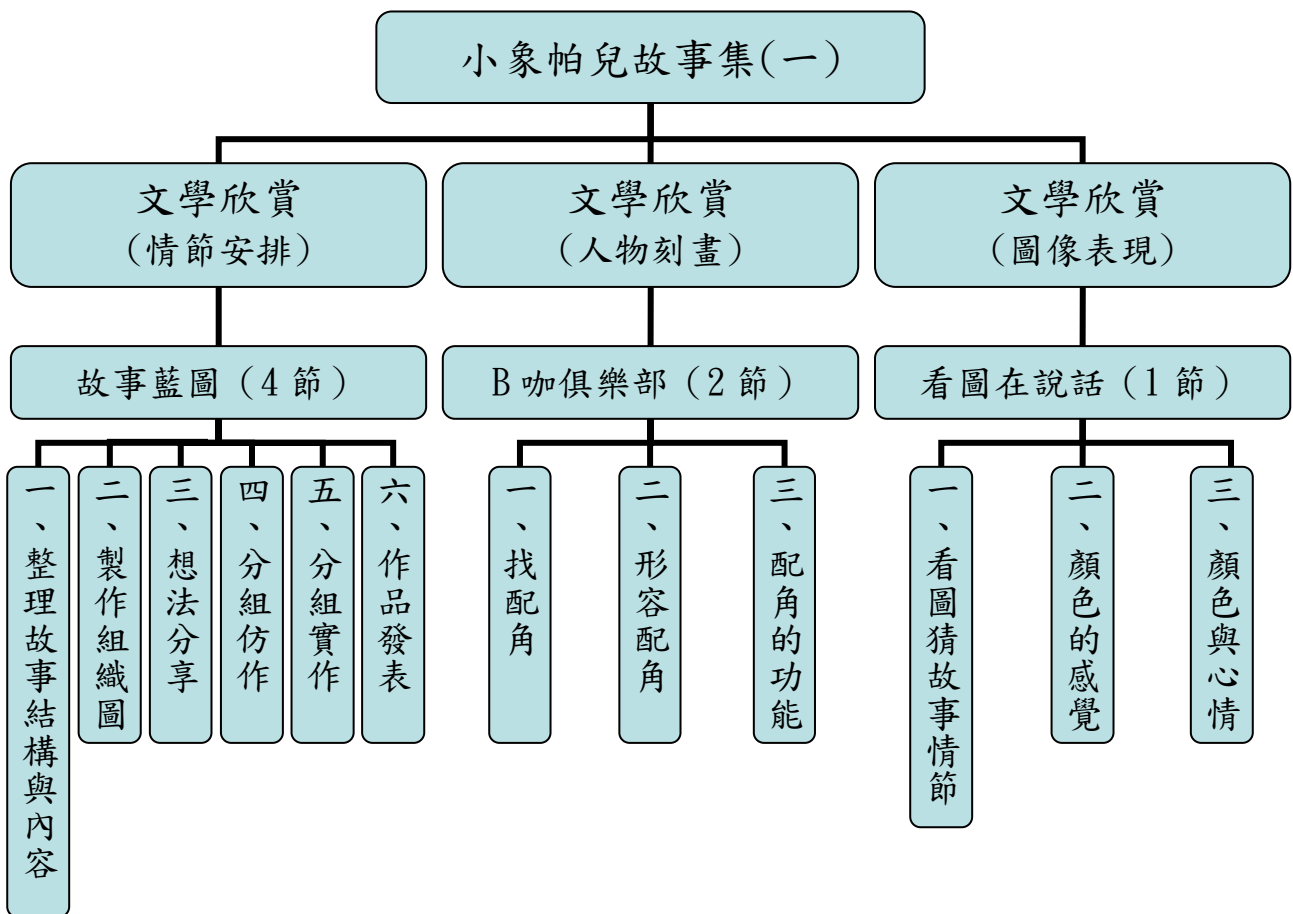 小象帕兒故事集(一)
文學欣賞
(情節安排)
文學欣賞
(人物刻畫)
文學欣賞
(圖像表現)
故事藍圖(4節)
B咖俱樂部(2節)
看圖在說話(1節)
一、整理故事結構與內容
二、製作組織圖
三、想法分享
四、分組仿作
五、分組實作
六、作品發表
一、找配角
二、形容配角
三、配角的功能
一、看圖猜故事情節
二、顏色的感覺
三、顏色與心情